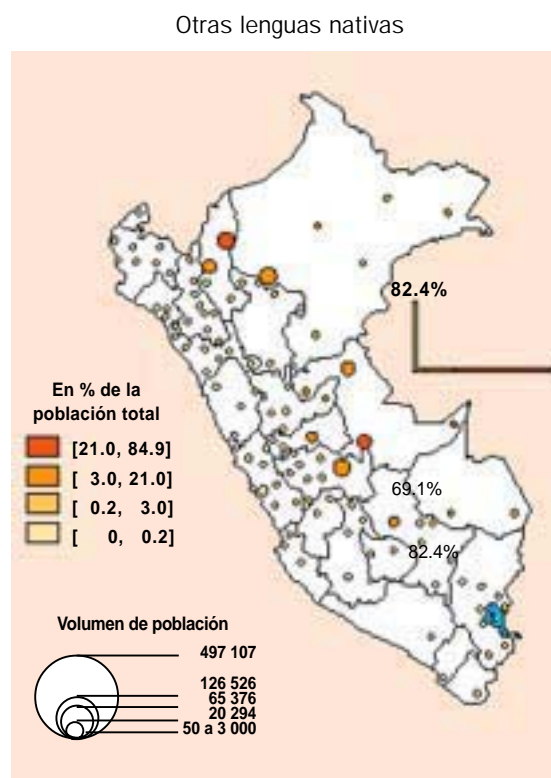 Otras lenguas nativas
82.4%
En % de la
población total
[21.0, 84.9]
[ 3.0, 21.0]
[ 0.2, 3.0]
[ 0, 0.2]
69.1%
82.4%
Volumen de población
497 107
126 526
65 376
20 294
50 a 3 000